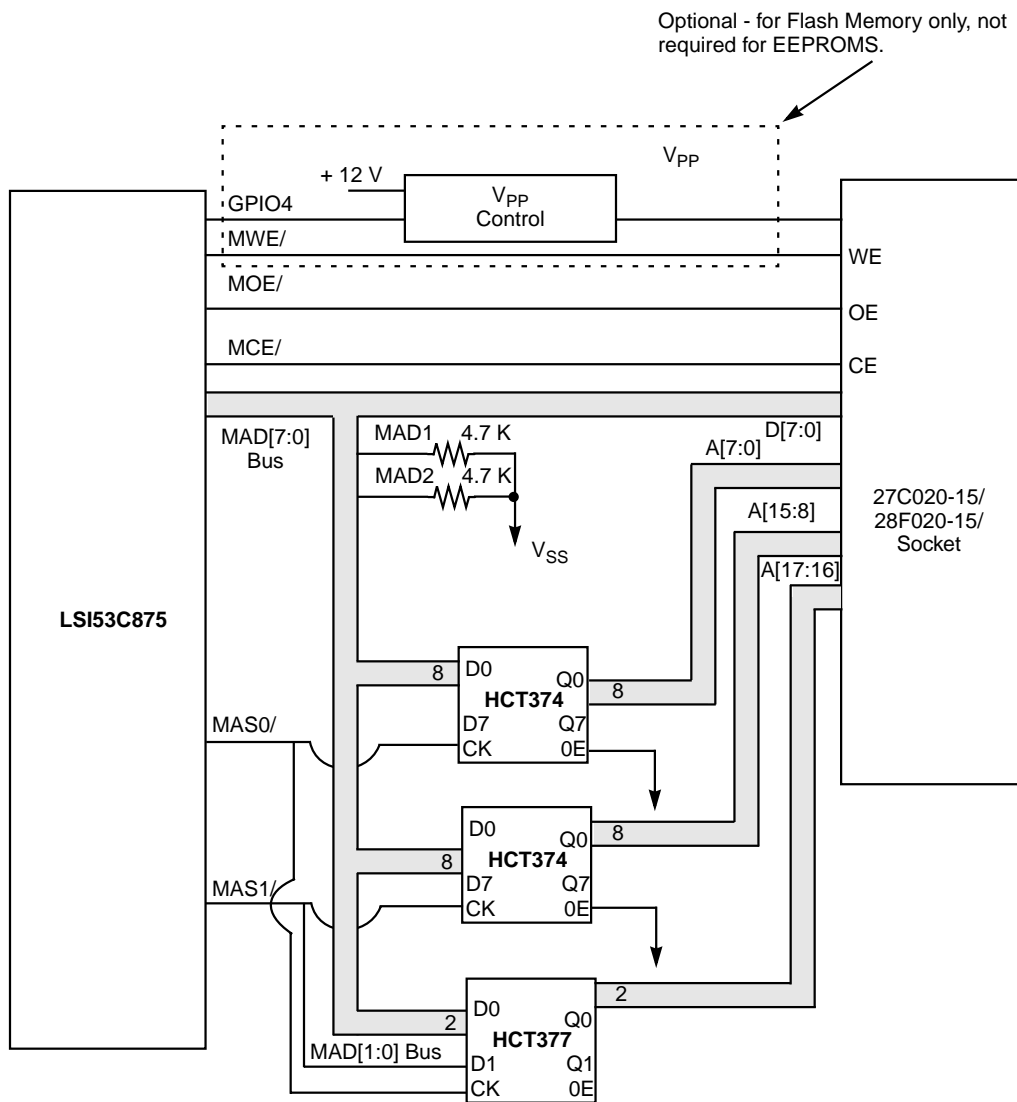 Optional - for Flash Memory only, not
required for EEPROMS.
VPP
+ 12 V
VPP
Control
GPIO4
MWE/
WE
MOE/
OE
MCE/
CE
MAD[7:0]
Bus
MAD1 4.7 K
MAD2 4.7 K
VSS
D[7:0]
A[7:0]
A[15:8]
A[17:16]
27C020-15/
28F020-15/
Socket
LSI53C875
8
D0
Q0
8
HCT374
D7
Q7
CK
0E
MAS0/
D0
Q0
8
8
HCT374
D7
Q7
CK
0E
MAS1/
D0
Q0
2
2
HCT377
MAD[1:0] Bus
D1
Q1
CK
0E